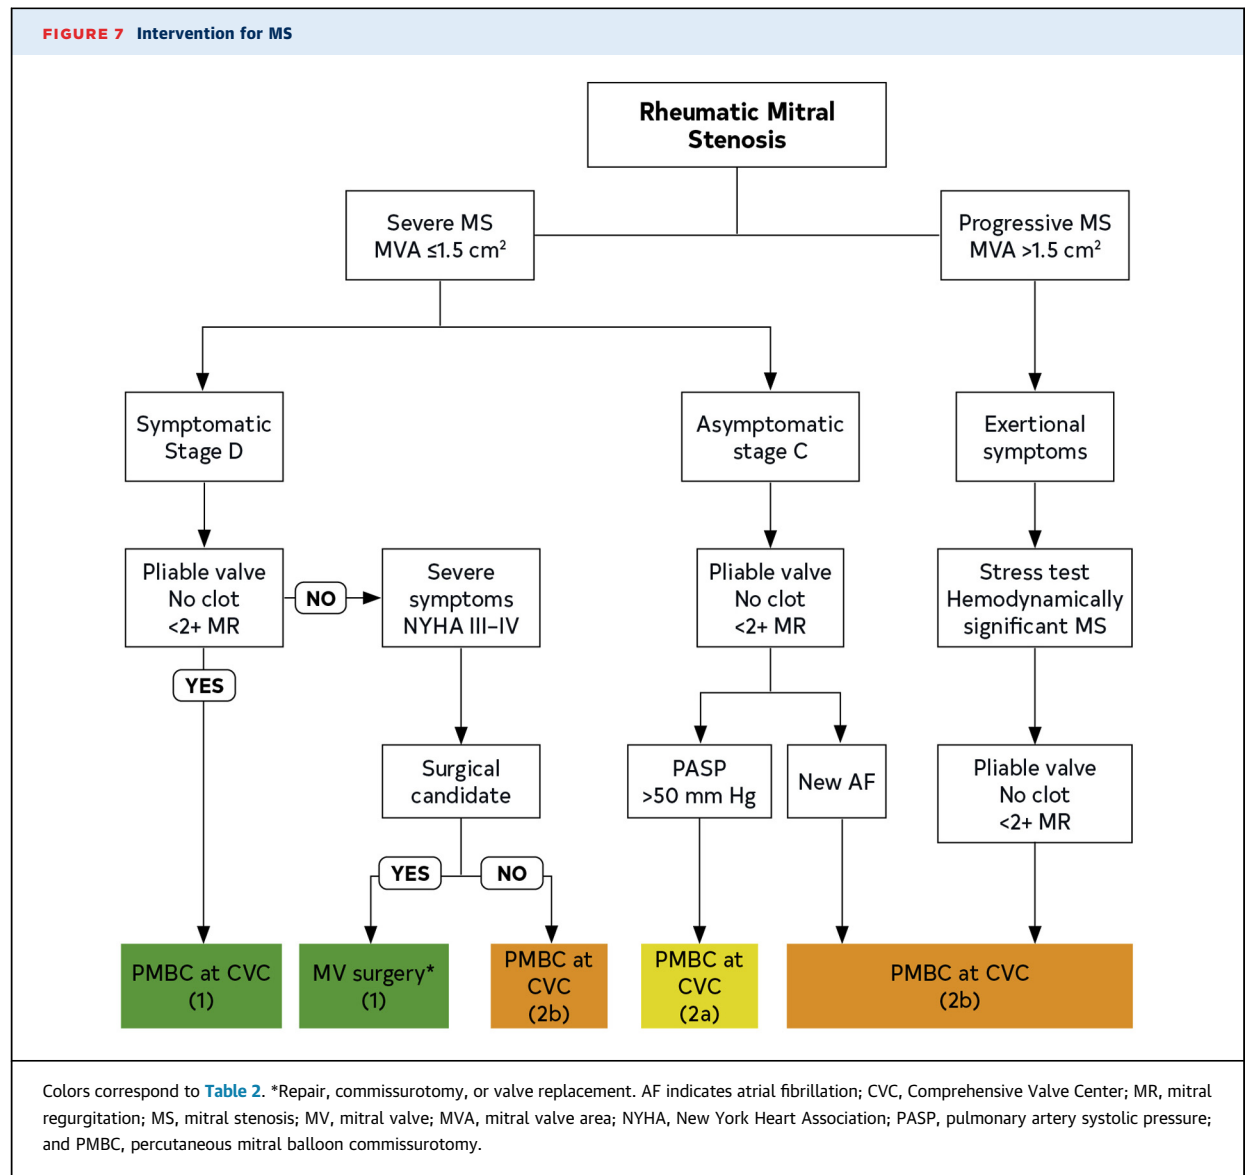 FIGURE 7 Intervention for MS
Rheumatic Mitral
Stenosis
Severe MS
MVA ≤1.5 cm²
Progressive MS
MVA >1.5 cm²
Symptomatic
Stage D
Asymptomatic
stage C
Exertional
symptoms
Pliable valve
No clot
<2+ MR
NO
Severe
symptoms
NYHA III–IV
Pliable valve
No clot
<2+ MR
Stress test
Hemodynamically
significant MS
YES
Surgical
candidate
PASP
>50 mm Hg
New AF
Pliable valve
No clot
<2+ MR
YES
NO
PMBC at CVC
(1)
MV surgery*
(1)
PMBC at
CVC
(2b)
PMBC at
CVC
(2a)
PMBC at CVC
(2b)
Colors correspond to Table 2. *Repair, commissurotomy, or valve replacement. AF indicates atrial fibrillation; CVC, Comprehensive Valve Center; MR, mitral
regurgitation; MS, mitral stenosis; MV, mitral valve; MVA, mitral valve area; NYHA, New York Heart Association; PASP, pulmonary artery systolic pressure;
and PMBC, percutaneous mitral balloon commissurotomy.